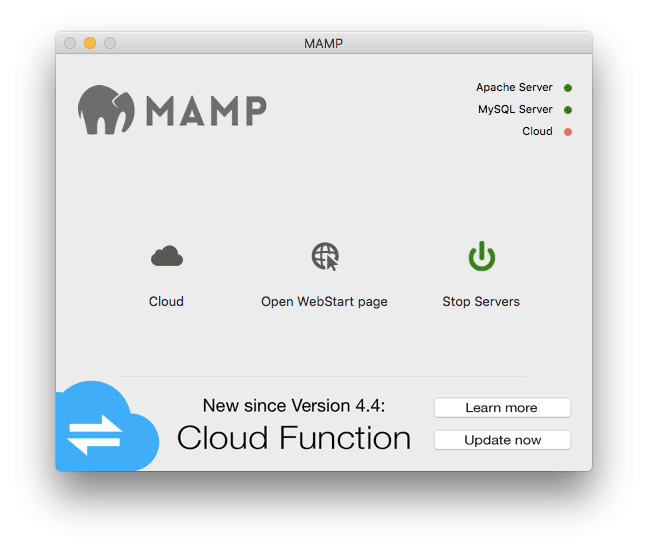 MAMP
MAMP
Apache Server
MySQL Server
Cloud
Cloud
Open WebStart page
Stop Servers
New since Version 4.4:
Cloud Function
Learn more
Update now